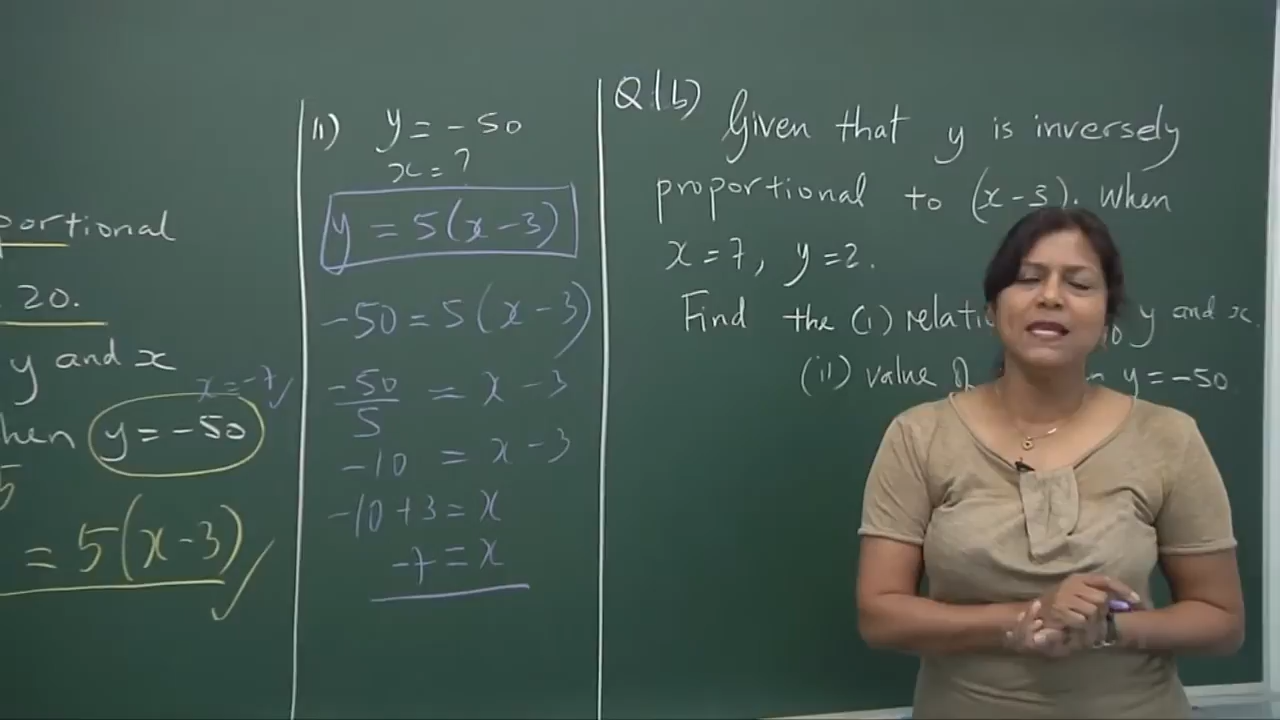 portional
20.
y and x
x = -7 ✓
hen y = -50
5
= 5(x-3) ✓
ii) y = -50
x = ?
y = 5(x-3)
-50 = 5(x-3)
-50/5 = x-3
-10 = x-3
-10+3 = x
-7 = x
Q1b) Given that y is inversely
proportional to (x-3). When
x=7, y=2.
Find the (i) relati y and x.
(ii) value of y=-50